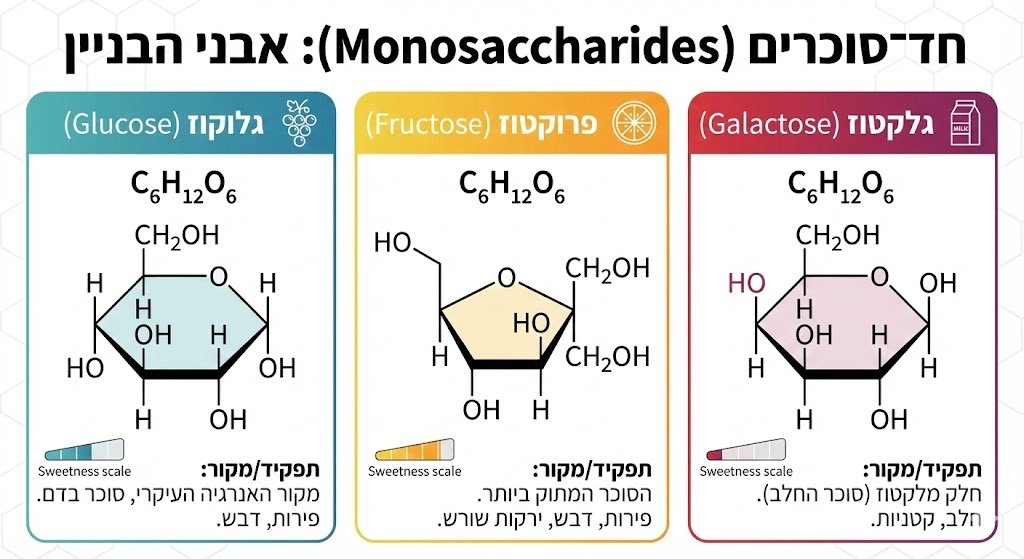 חד־סוכרים (Monosaccharides): אבני הבניין
גלקטוז (Galactose)
MILK
C₆H₁₂O₆
CH₂OH
HO
O
OH
H
OH
H
H
H
H
OH
Sweetness scale
תפקיד/מקור:
חלק מלקטוז (סוכר החלב).
חלב, קטניות.
פרוקטוז (Fructose)
C₆H₁₂O₆
HO
O
CH₂OH
HO
H
CH₂OH
OH
H
Sweetness scale
תפקיד/מקור:
הסוכר המתוק ביותר.
פירות, דבש, ירקות שורש.
גלוקוז (Glucose)
C₆H₁₂O₆
CH₂OH
H
O
H
H
OH
H
HO
OH
H
OH
Sweetness scale
תפקיד/מקור:
מקור האנרגיה העיקרי, סוכר בדם.
פירות, דבש.